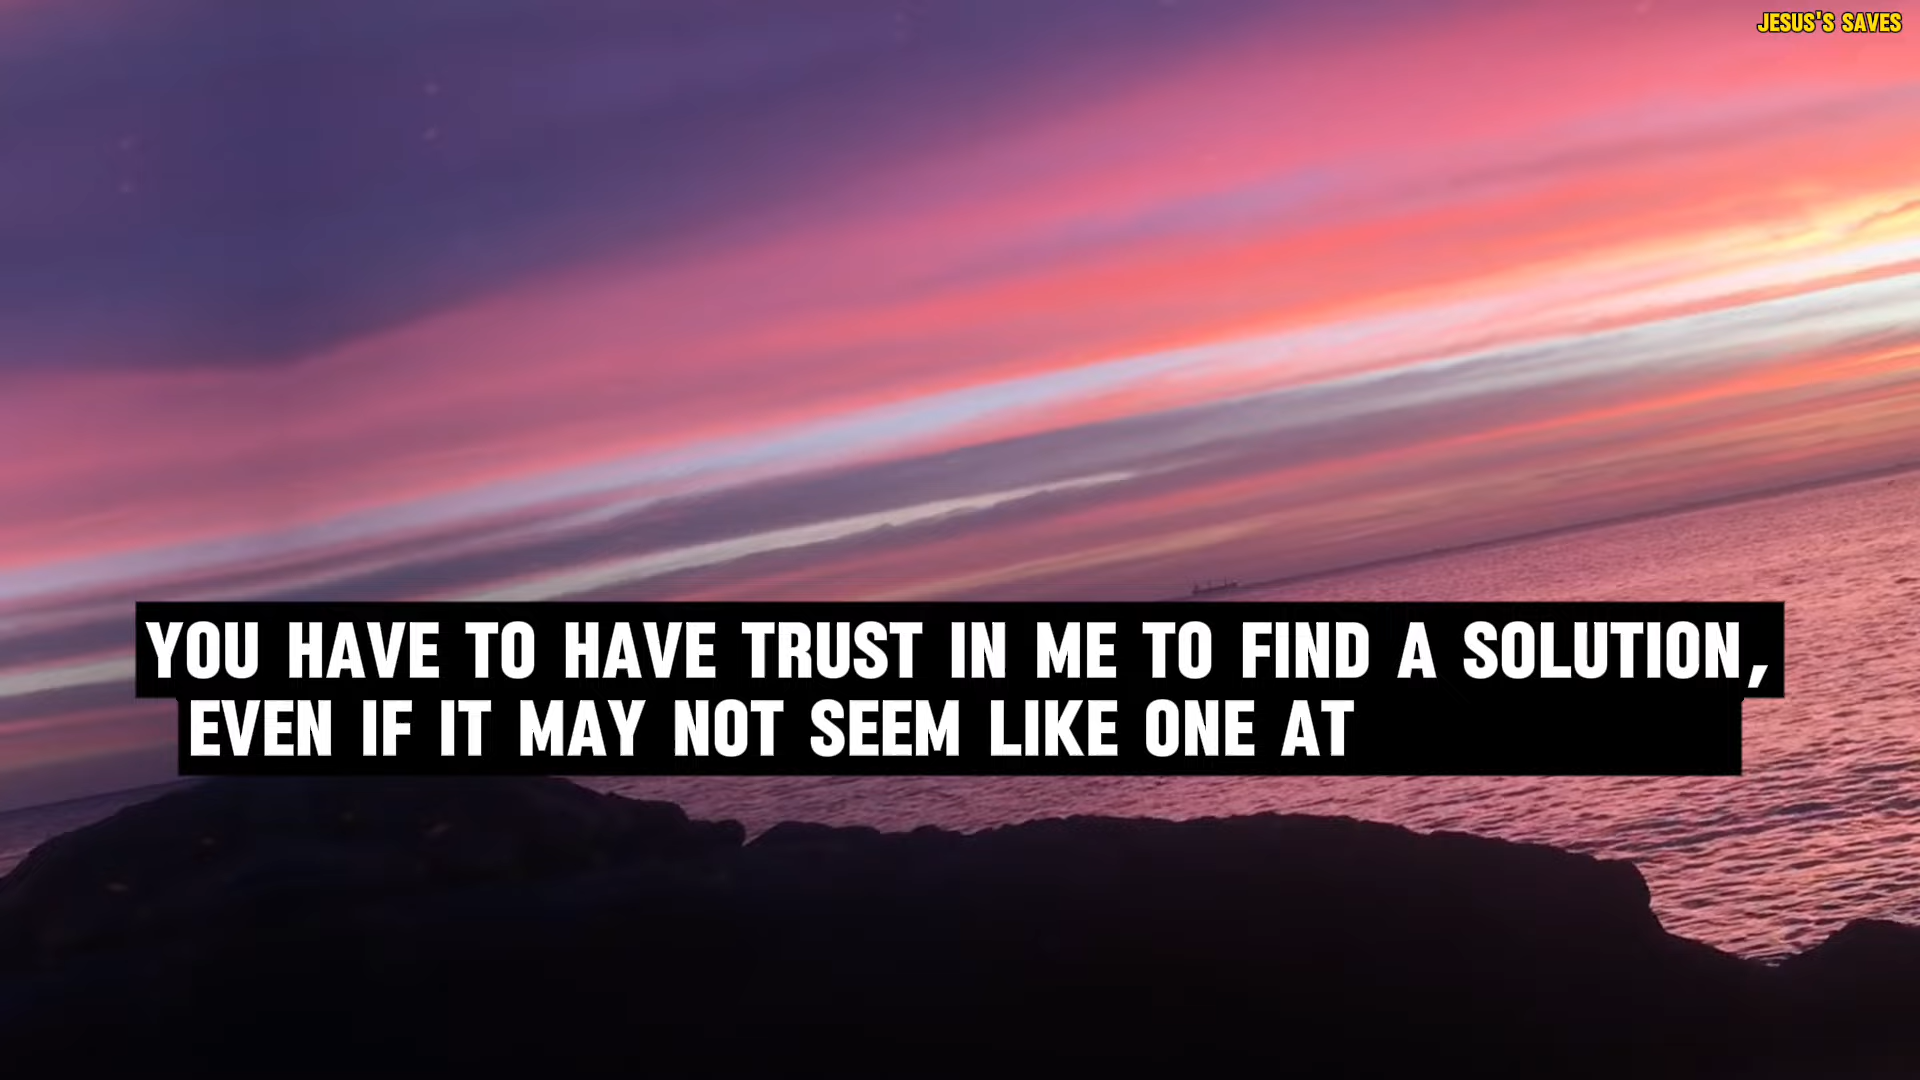 JESUS'S SAVES
YOU HAVE TO HAVE TRUST IN ME TO FIND A SOLUTION,
EVEN IF IT MAY NOT SEEM LIKE ONE AT